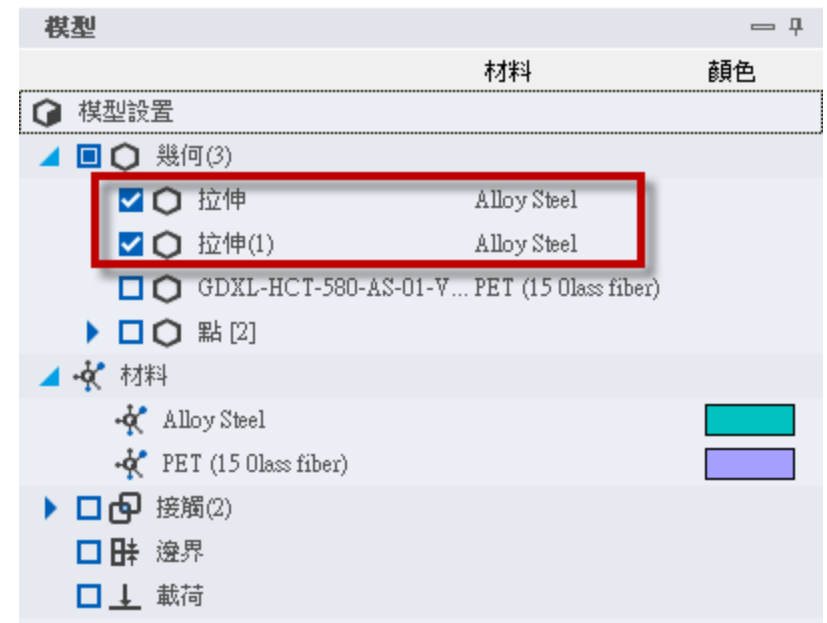 模型
材料 顏色
模型設置
幾何(3)
拉伸 Alloy Steel
拉伸(1) Alloy Steel
GDXL-HCT-580-AS-01-V... PET (15 0lass fiber)
點 [2]
材料
Alloy Steel
PET (15 0lass fiber)
接觸(2)
邊界
載荷